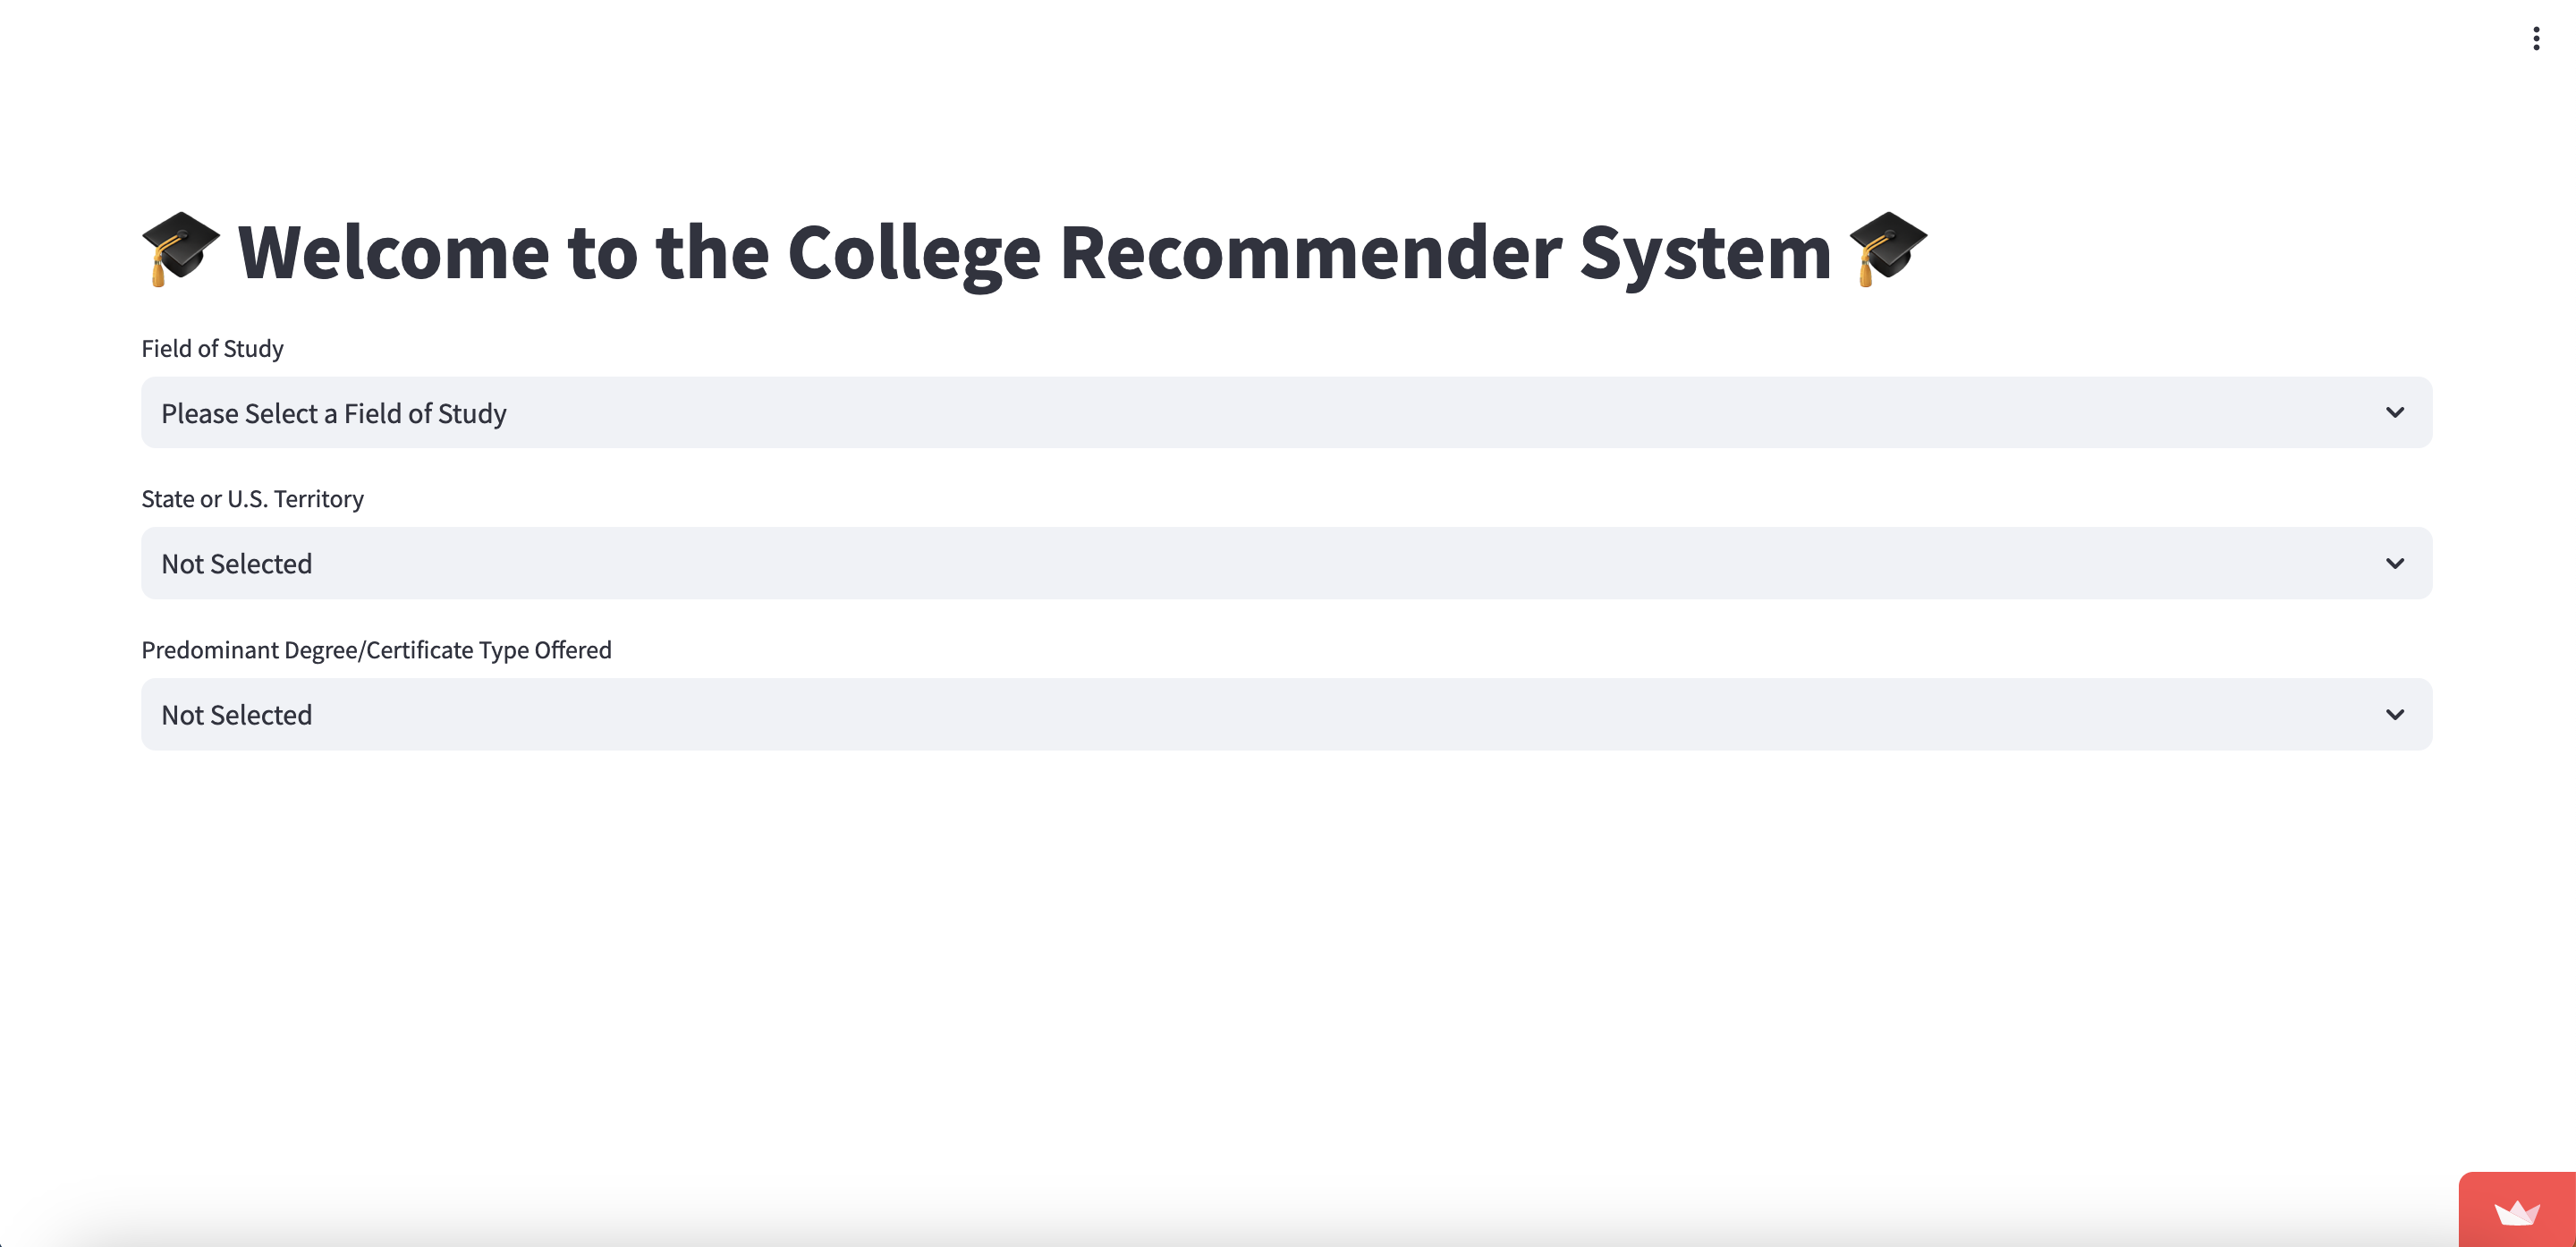 🎓 Welcome to the College Recommender System 🎓
Field of Study
Please Select a Field of Study
State or U.S. Territory
Not Selected
Predominant Degree/Certificate Type Offered
Not Selected